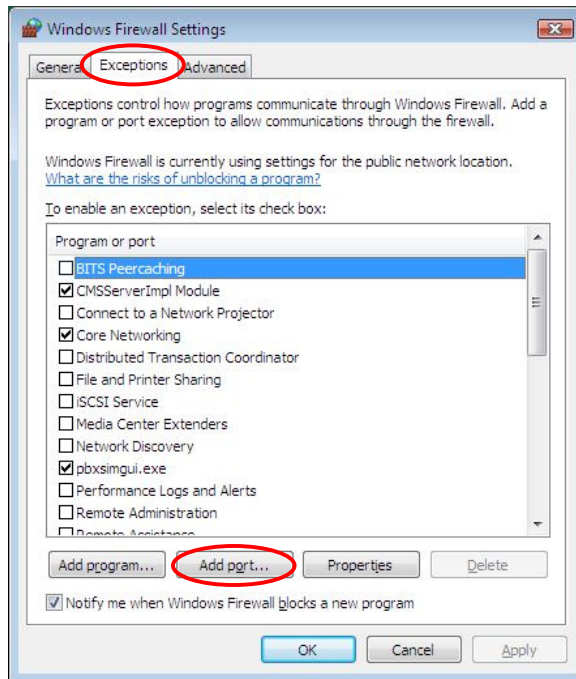 Windows Firewall Settings
General Exceptions Advanced
Exceptions control how programs communicate through Windows Firewall. Add a
program or port exception to allow communications through the firewall.
Windows Firewall is currently using settings for the public network location.
What are the risks of unblocking a program?
To enable an exception, select its check box:
Program or port
BITS Peercaching
CMSServerImpl Module
Connect to a Network Projector
Core Networking
Distributed Transaction Coordinator
File and Printer Sharing
iSCSI Service
Media Center Extenders
Network Discovery
pbxsimgui.exe
Performance Logs and Alerts
Remote Administration
Remote Assistance
Add program... Add port... Properties Delete
Notify me when Windows Firewall blocks a new program
OK Cancel Apply